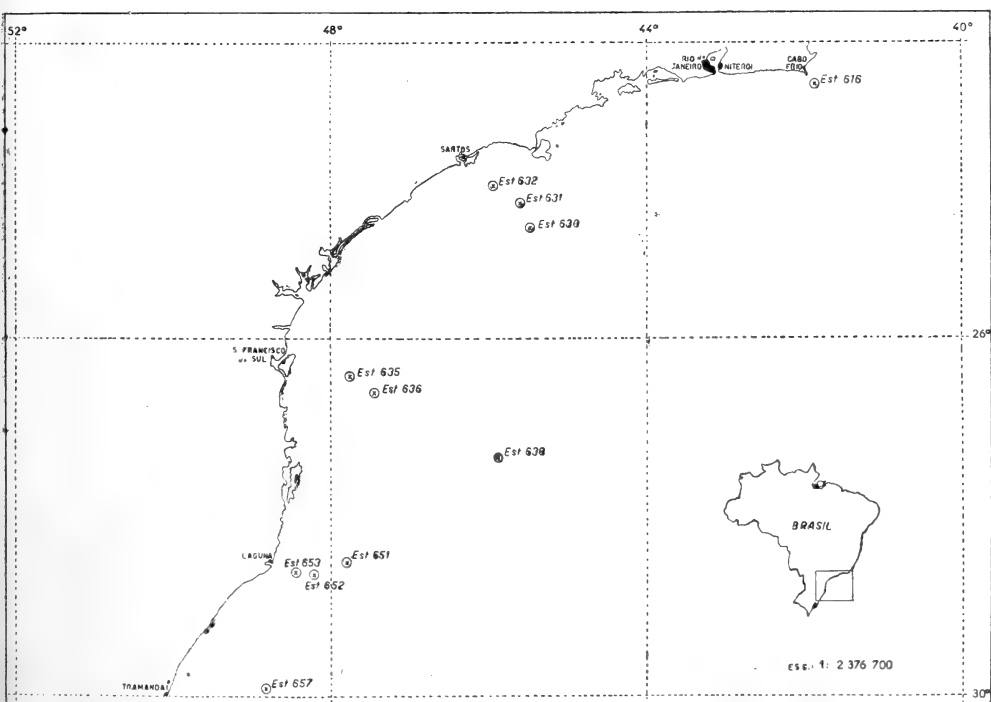 52°
48°
44°
40°
RIO de
JANEIRO
NITEROI
CABO
FRIO
Est 616
SANTOS
Est 632
Est 631
Est 630
26°
S. FRANCISCO
do SUL
Est 635
Est 636
Est 638
BRASIL
LAGUNA
Est 653
Est 651
Est 652
ESC.: 1: 2 376 700
TRAMANDAÍ
Est 657
30°